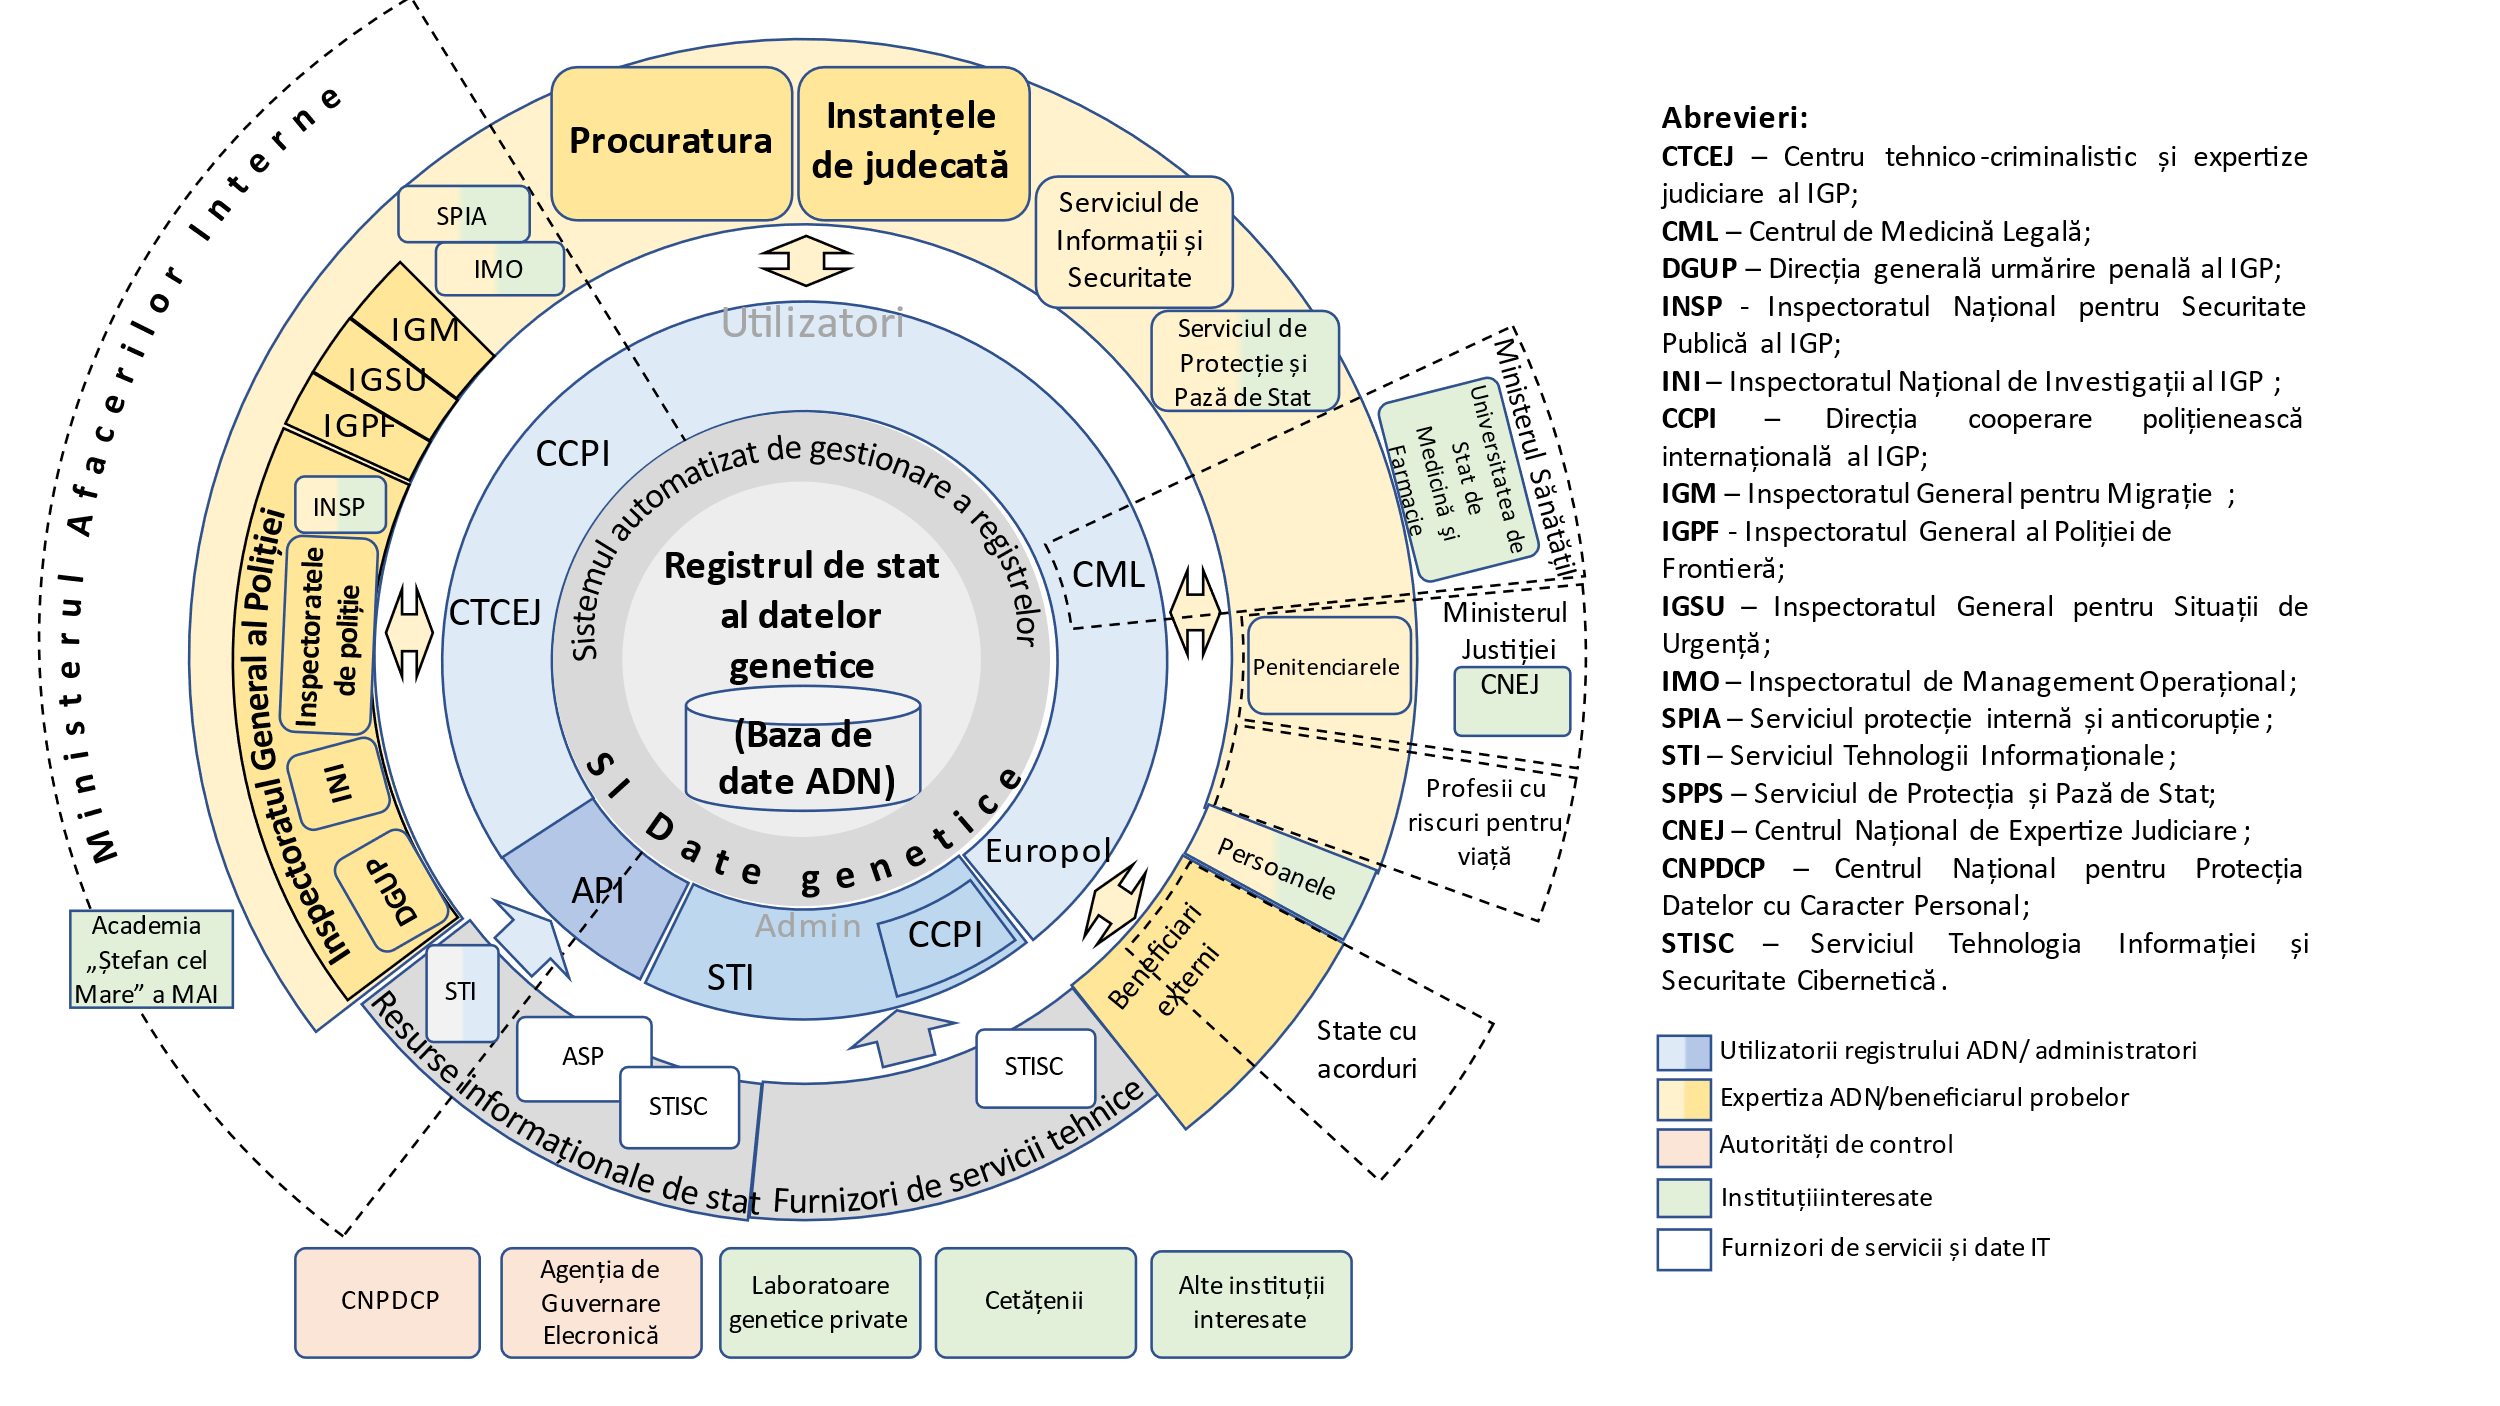 Ministerul Afacerilor Interne
Procuratura
Instanțele
de judecată
Serviciul de
Informații și
Securitate
Serviciul de
Protecție și
Pază de Stat
SPIA
IMO
IGM
IGSU
IGPF
Inspectoratul General al Poliției
INSP
Inspectoratele
de poliție
INI
DGUP
Academia
„Ștefan cel
Mare” a MAI
Utilizatori
CCPI
CTCEJ
CML
Europol
API
Admin
STI
CCPI
Sistemul automatizat de gestionare a registrelor
Registrul de stat
al datelor
genetice
(Baza de
date ADN)
SI Date genetice
Ministerul Sănătății
Universitatea de
Stat de
Medicină și
Farmacie
Ministerul
Justiției
CNEJ
Penitenciarele
Profesii cu
riscuri pentru
viață
Persoanele
Beneficiari
externi
State cu
acorduri
STI
ASP
STISC
STISC
Resurse informaționale de stat
Furnizori de servicii tehnice
CNPDCP
Agenția de
Guvernare
Elecronică
Laboratoare
genetice private
Cetățenii
Alte instituții
interesate
Abrevieri:
CTCEJ – Centru tehnico-criminalistic și expertize
judiciare al IGP;
CML – Centrul de Medicină Legală;
DGUP – Direcția generală urmărire penală al IGP;
INSP - Inspectoratul Național pentru Securitate
Publică al IGP;
INI – Inspectoratul Național de Investigații al IGP ;
CCPI – Direcția cooperare polițienească
internațională al IGP;
IGM – Inspectoratul General pentru Migrație ;
IGPF - Inspectoratul General al Poliției de
Frontieră;
IGSU – Inspectoratul General pentru Situații de
Urgență;
IMO – Inspectoratul de Management Operațional;
SPIA – Serviciul protecție internă și anticorupție;
STI – Serviciul Tehnologii Informaționale;
SPPS – Serviciul de Protecția și Pază de Stat;
CNEJ – Centrul Național de Expertize Judiciare;
CNPDCP – Centrul Național pentru Protecția
Datelor cu Caracter Personal;
STISC – Serviciul Tehnologia Informației și
Securitate Cibernetică.
Utilizatorii registrului ADN/ administratori
Expertiza ADN/beneficiarul probelor
Autorități de control
Instituțiiinteresate
Furnizori de servicii și date IT